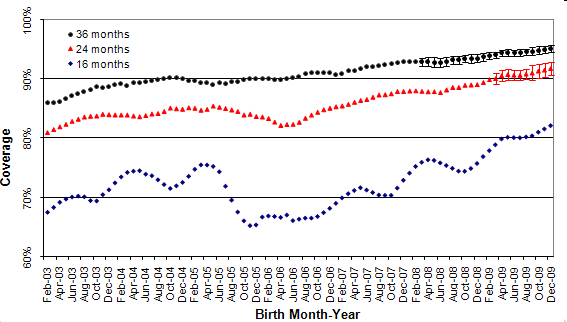 100%
36 months
24 months
16 months
90%
80%
70%
60%
Coverage
Feb-03
Apr-03
Jun-03
Aug-03
Oct-03
Dec-03
Feb-04
Apr-04
Jun-04
Aug-04
Oct-04
Dec-04
Feb-05
Apr-05
Jun-05
Aug-05
Oct-05
Dec-05
Feb-06
Apr-06
Jun-06
Aug-06
Oct-06
Dec-06
Feb-07
Apr-07
Jun-07
Aug-07
Oct-07
Dec-07
Feb-08
Apr-08
Jun-08
Aug-08
Oct-08
Dec-08
Feb-09
Apr-09
Jun-09
Aug-09
Oct-09
Dec-09
Birth Month-Year